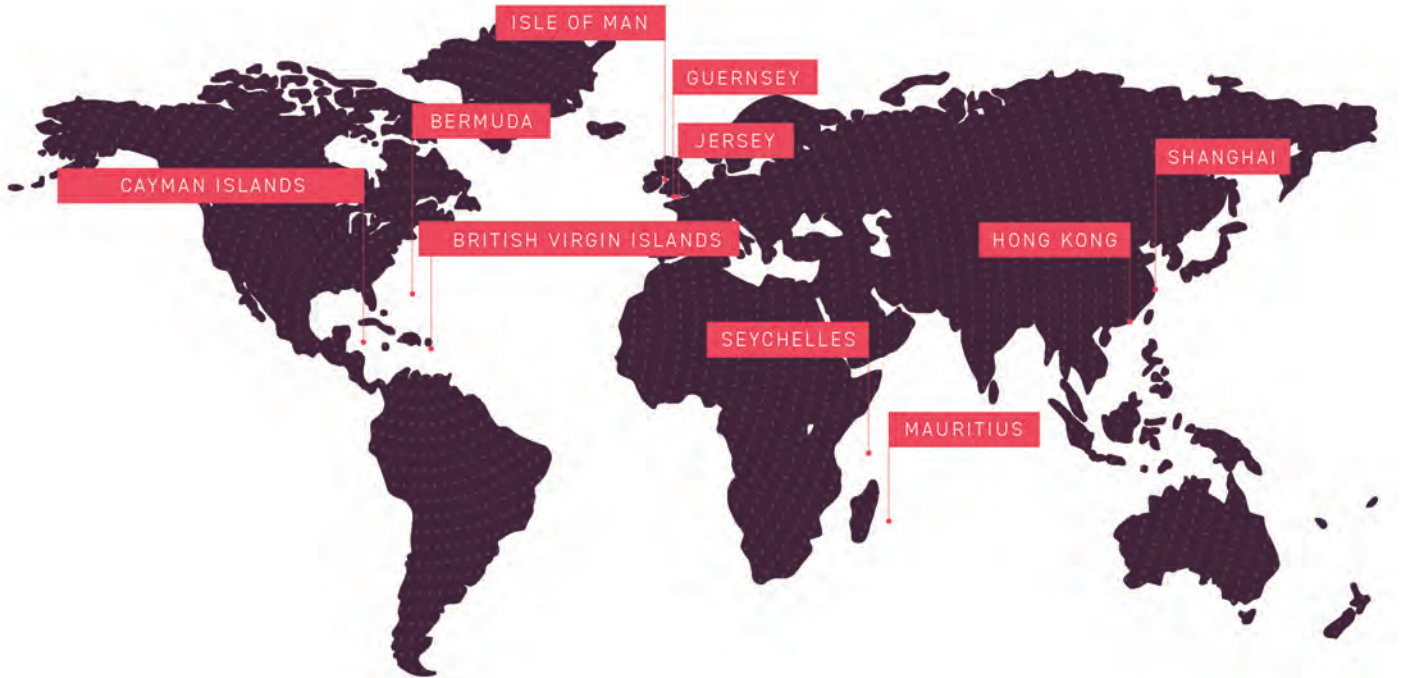 ISLE OF MAN
GUERNSEY
BERMUDA
JERSEY
SHANGHAI
CAYMAN ISLANDS
BRITISH VIRGIN ISLANDS
HONG KONG
SEYCHELLES
MAURITIUS